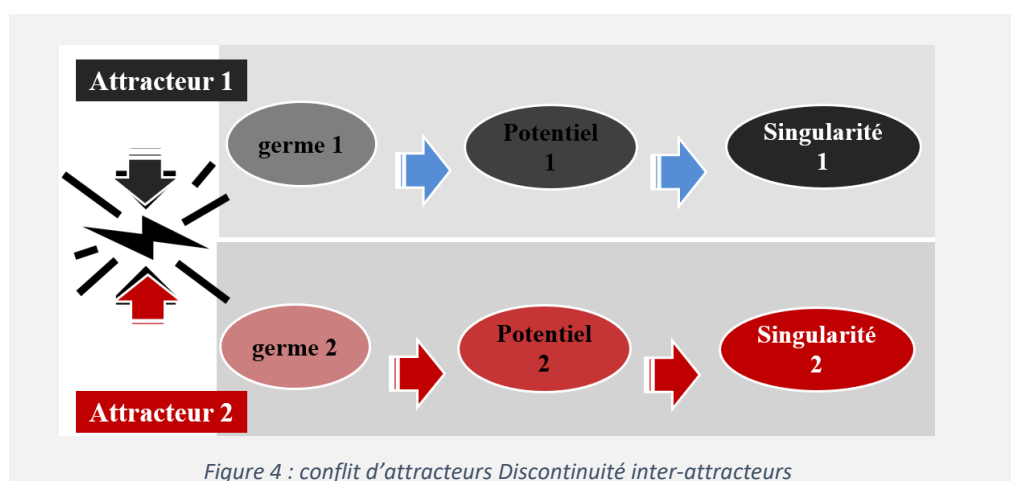 Attracteur 1
germe 1
Potentiel
1
Singularité
1
germe 2
Potentiel
2
Singularité
2
Attracteur 2
Figure 4 : conflit d’attracteurs Discontinuité inter-attracteurs